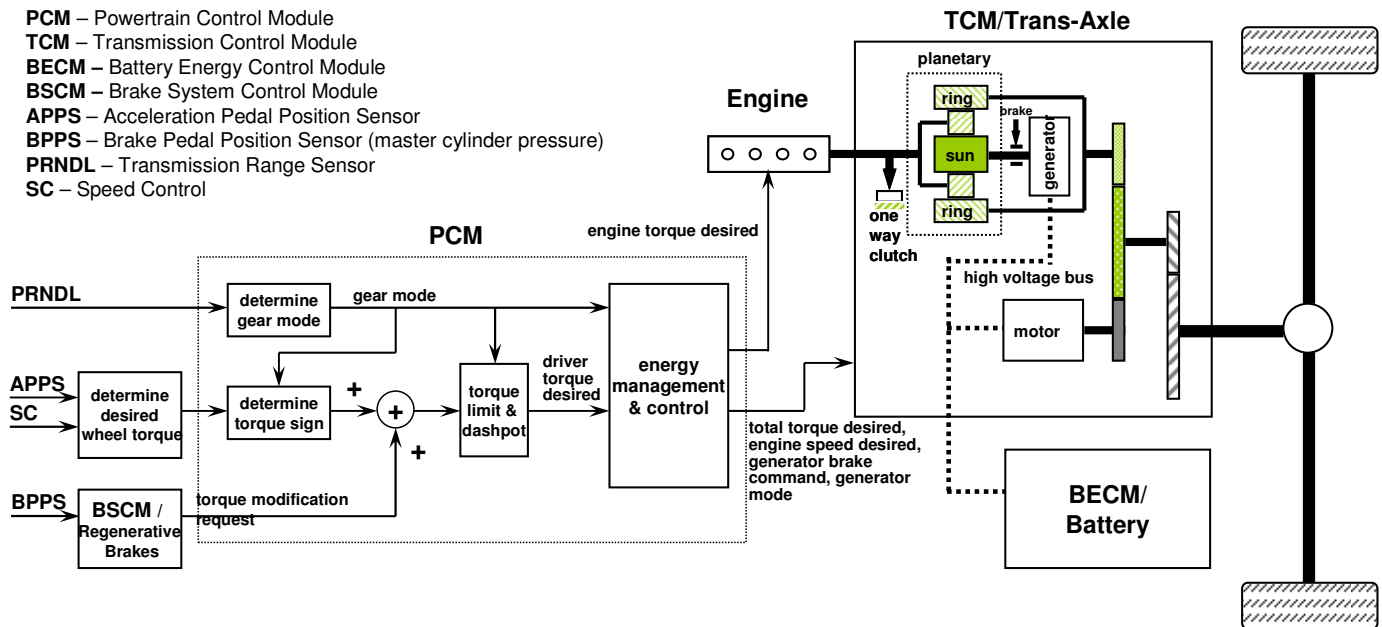 PCM – Powertrain Control Module
TCM – Transmission Control Module
BECM – Battery Energy Control Module
BSCM – Brake System Control Module
APPS – Acceleration Pedal Position Sensor
BPPS – Brake Pedal Position Sensor (master cylinder pressure)
PRNDL – Transmission Range Sensor
SC – Speed Control
TCM/Trans-Axle
planetary
Engine
ring
brake
sun
generator
ring
one
way
clutch
engine torque desired
high voltage bus
motor
PCM
PRNDL
determine
gear mode
gear mode
APPS
SC
determine
desired
wheel torque
determine
torque sign
+
+
+
torque
limit &
dashpot
driver
torque
desired
energy
management
& control
total torque desired,
engine speed desired,
generator brake
command, generator
mode
BPPS
BSCM /
Regenerative
Brakes
torque modification
request
BECM/
Battery